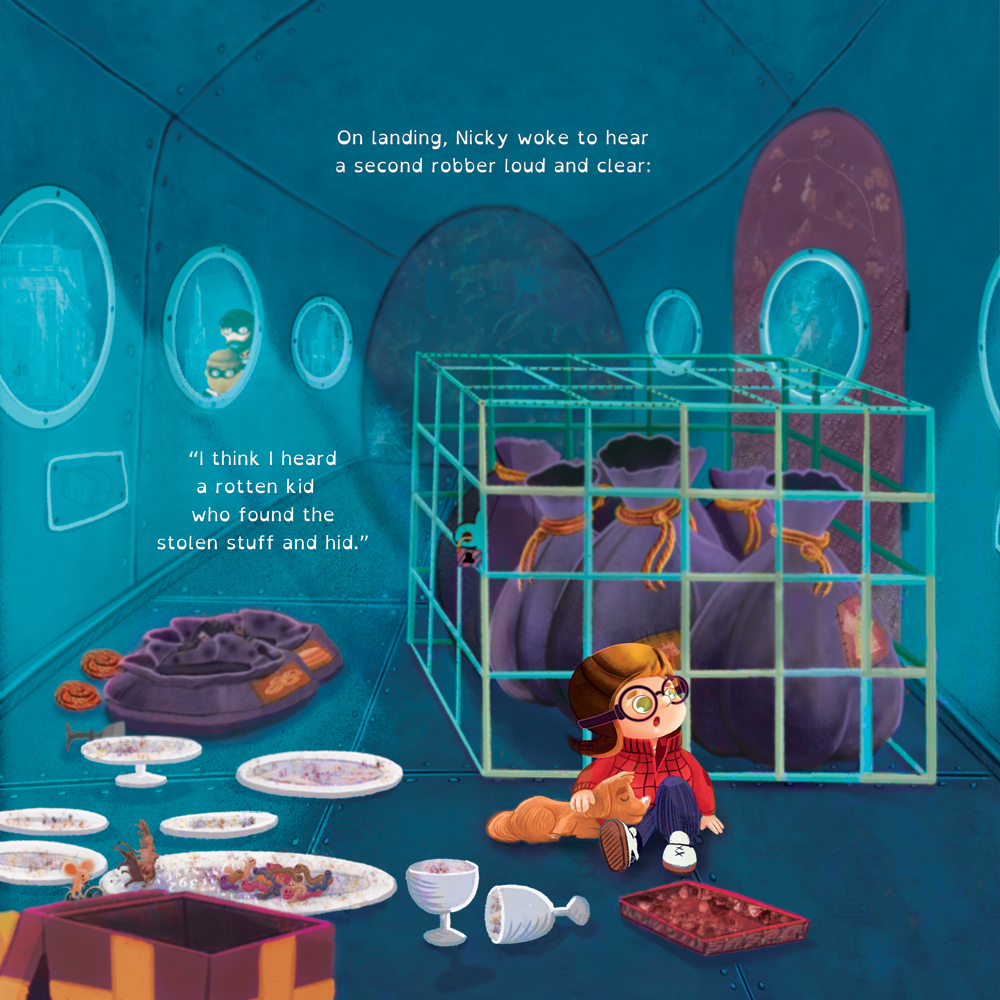 On landing, Nicky woke to hear
a second robber loud and clear:
“I think I heard
a rotten kid
who found the
stolen stuff and hid.”